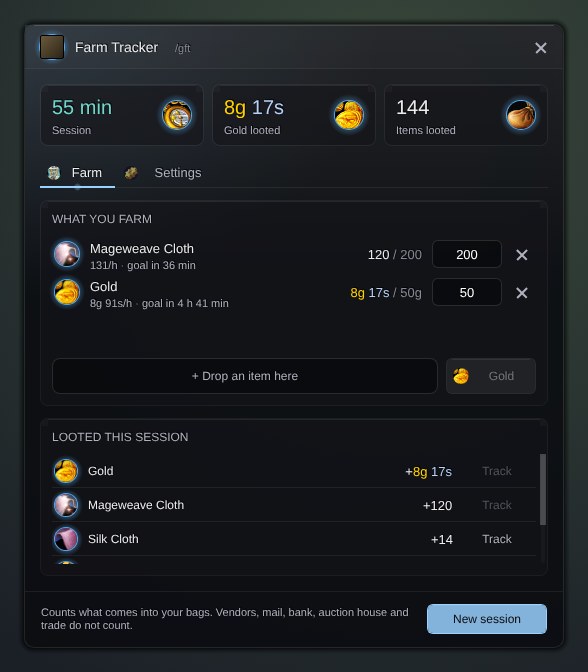 Farm Tracker /gft
55 min
Session
8g 17s
Gold looted
144
Items looted
Farm
Settings
WHAT YOU FARM
Mageweave Cloth
131/h · goal in 36 min
120 / 200
200
Gold
8g 91s/h · goal in 4 h 41 min
8g 17s / 50g
50
+ Drop an item here
Gold
LOOTED THIS SESSION
Gold +8g 17s Track
Mageweave Cloth +120 Track
Silk Cloth +14 Track
Counts what comes into your bags. Vendors, mail, bank, auction house and
trade do not count.
New session